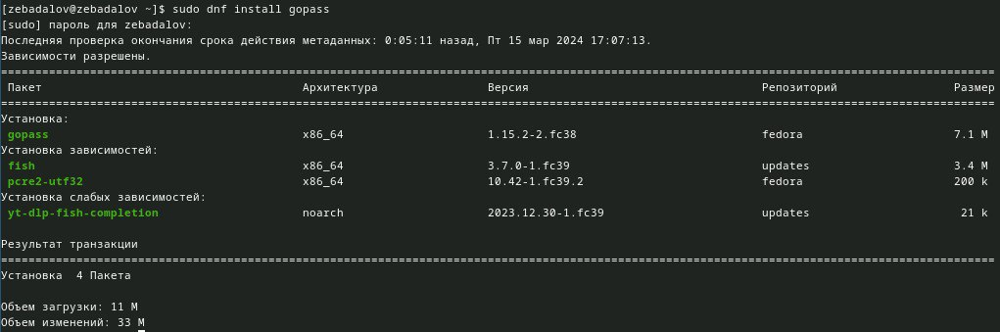 [zebadalov@zebadalov ~]$ sudo dnf install gopass
[sudo] пароль для zebadalov:
Последняя проверка окончания срока действия метаданных: 0:05:11 назад, Пт 15 мар 2024 17:07:13.
Зависимости разрешены.
================================================================================
Пакет Архитектура Версия Репозиторий Размер
================================================================================
Установка:
gopass x86_64 1.15.2-2.fc38 fedora 7.1 M
Установка зависимостей:
fish x86_64 3.7.0-1.fc39 updates 3.4 M
pcre2-utf32 x86_64 10.42-1.fc39.2 fedora 200 k
Установка слабых зависимостей:
yt-dlp-fish-completion noarch 2023.12.30-1.fc39 updates 21 k
Результат транзакции
================================================================================
Установка  4 Пакета
Объем загрузки: 11 M
Объем изменений: 33 M